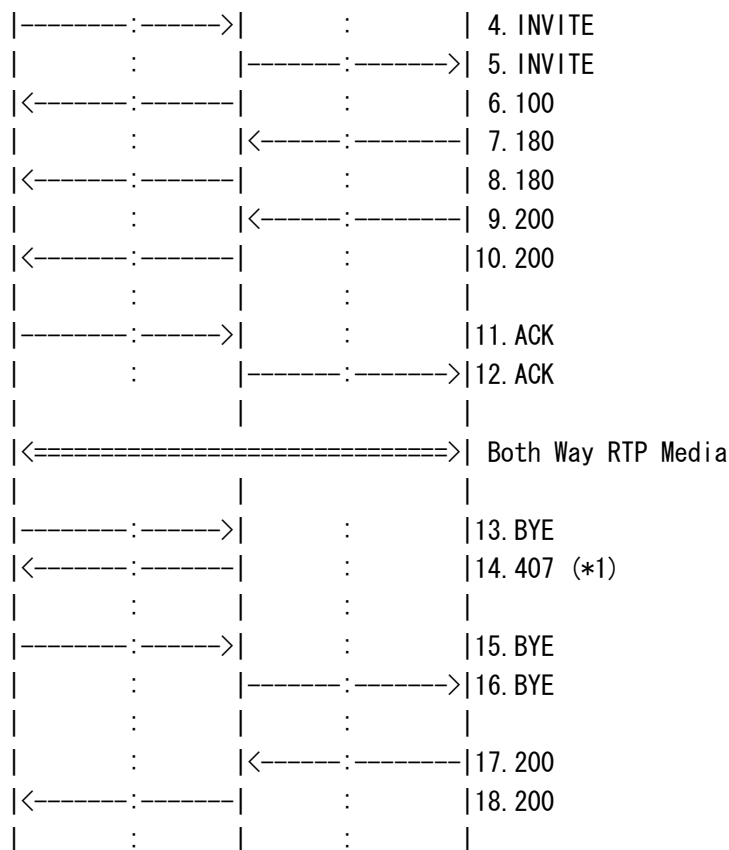 |--------:------>|       :        | 4. INVITE
|        :       |-------:------->| 5. INVITE
|<-------:-------|       :        | 6. 100
|        :       |<------:--------| 7. 180
|<-------:-------|       :        | 8. 180
|        :       |<------:--------| 9. 200
|<-------:-------|       :        |10. 200
|        :       |       :        |
|--------:------>|       :        |11. ACK
|        :       |-------:------->|12. ACK
|                |                |
|<===============================>| Both Way RTP Media
|                |                |
|--------:------>|       :        |13. BYE
|<-------:-------|       :        |14. 407 (*1)
|        :       |       :        |
|--------:------>|       :        |15. BYE
|        :       |-------:------->|16. BYE
|        :       |       :        |
|        :       |<------:--------|17. 200
|<-------:-------|       :        |18. 200
|        :       |       :        |